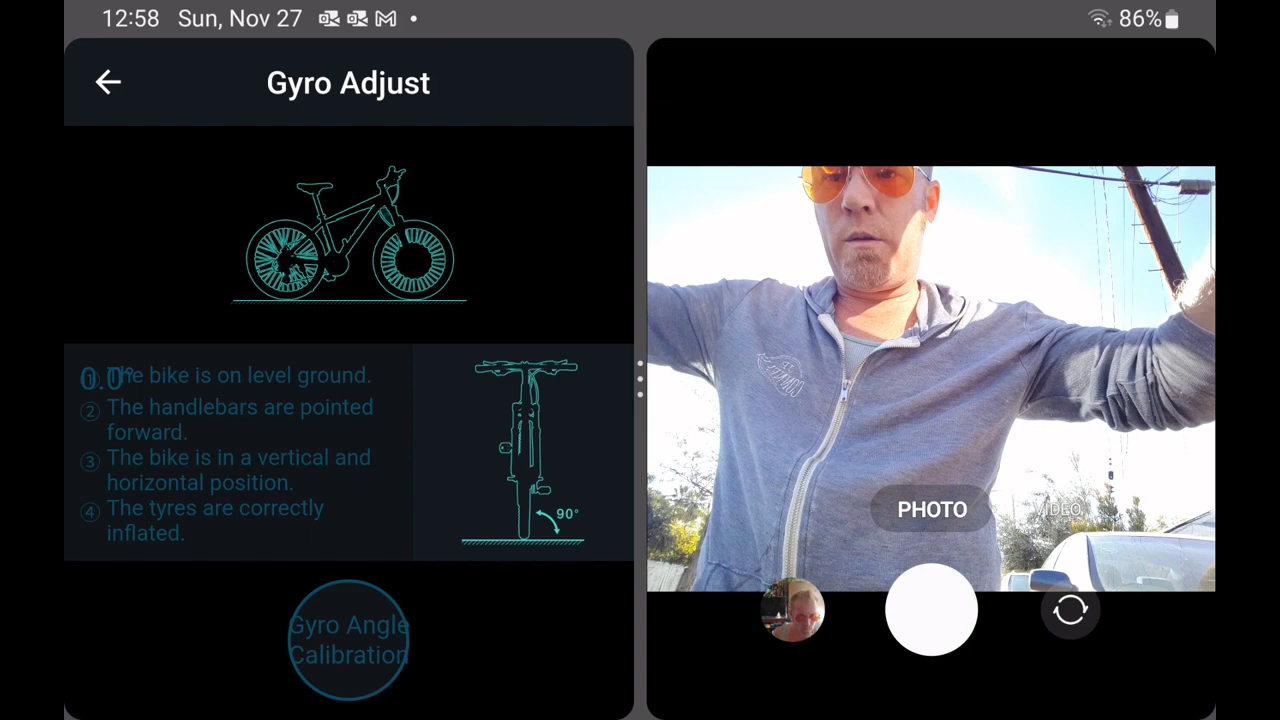 12:58 Sun, Nov 27
86%
Gyro Adjust
0.0°
① The bike is on level ground.
② The handlebars are pointed
forward.
③ The bike is in a vertical and
horizontal position.
④ The tyres are correctly
inflated.
90°
Gyro Angle
Calibration
PHOTO
VIDEO